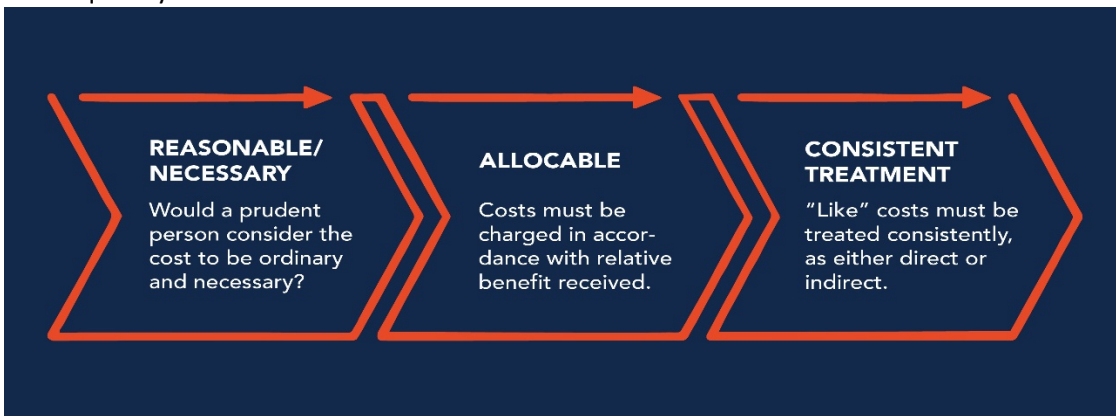 REASONABLE/
NECESSARY
Would a prudent
person consider the
cost to be ordinary
and necessary?
ALLOCABLE
Costs must be
charged in accor-
dance with relative
benefit received.
CONSISTENT
TREATMENT
“Like” costs must be
treated consistently,
as either direct or
indirect.